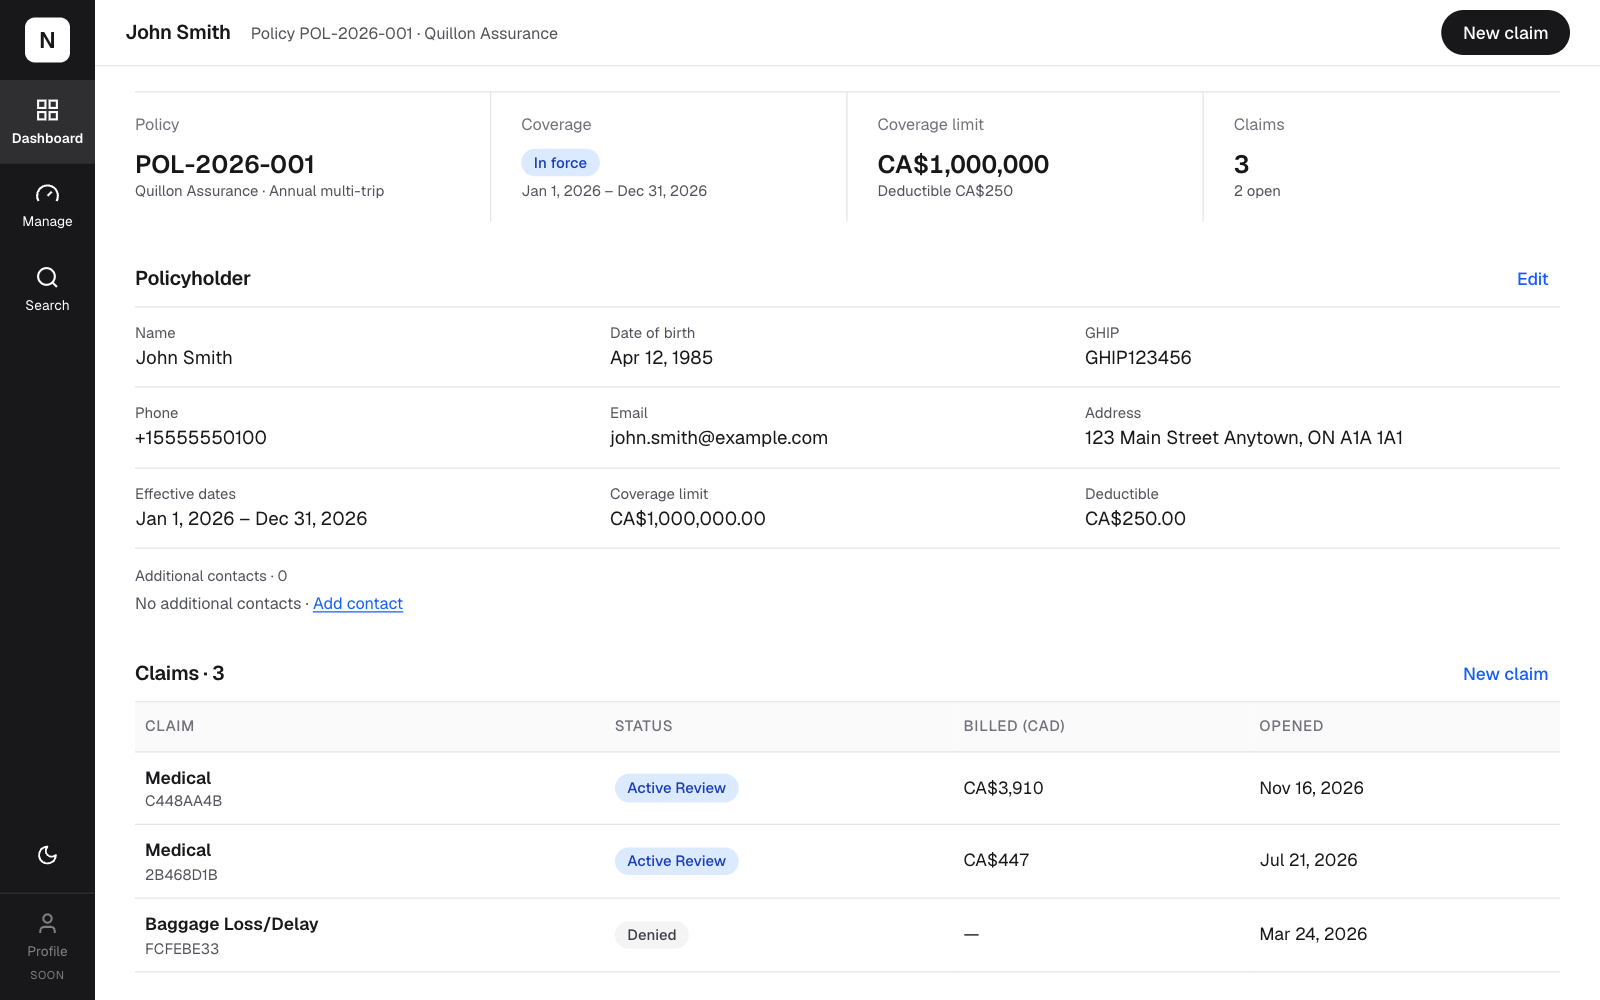 N
Dashboard
Manage
Search
Profile
SOON
John Smith
Policy POL-2026-001 · Quillon Assurance
New claim
Policy
POL-2026-001
Quillon Assurance · Annual multi-trip
Coverage
In force
Jan 1, 2026 – Dec 31, 2026
Coverage limit
CA$1,000,000
Deductible CA$250
Claims
3
2 open
Policyholder
Edit
Name
John Smith
Date of birth
Apr 12, 1985
GHIP
GHIP123456
Phone
+15555550100
Email
john.smith@example.com
Address
123 Main Street Anytown, ON A1A 1A1
Effective dates
Jan 1, 2026 – Dec 31, 2026
Coverage limit
CA$1,000,000.00
Deductible
CA$250.00
Additional contacts · 0
No additional contacts · Add contact
Claims · 3
New claim
CLAIM STATUS BILLED (CAD) OPENED
Medical
C448AA4B
Active Review
CA$3,910
Nov 16, 2026
Medical
2B468D1B
Active Review
CA$447
Jul 21, 2026
Baggage Loss/Delay
FCFEBE33
Denied
—
Mar 24, 2026